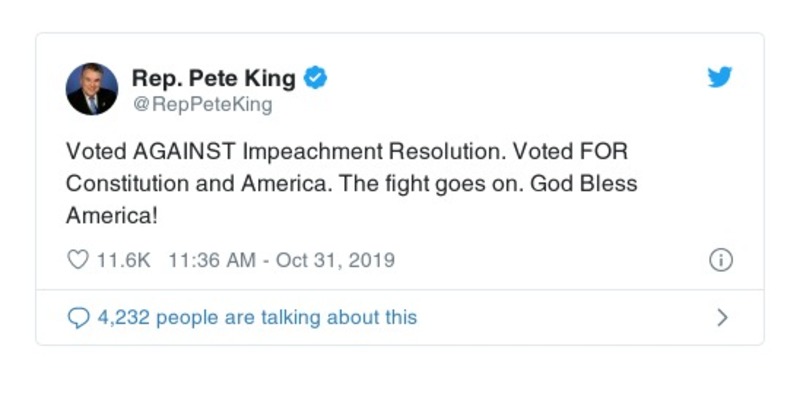 Rep. Pete King
@RepPeteKing
Voted AGAINST Impeachment Resolution. Voted FOR
Constitution and America. The fight goes on. God Bless
America!
11.6K 11:36 AM - Oct 31, 2019
4,232 people are talking about this